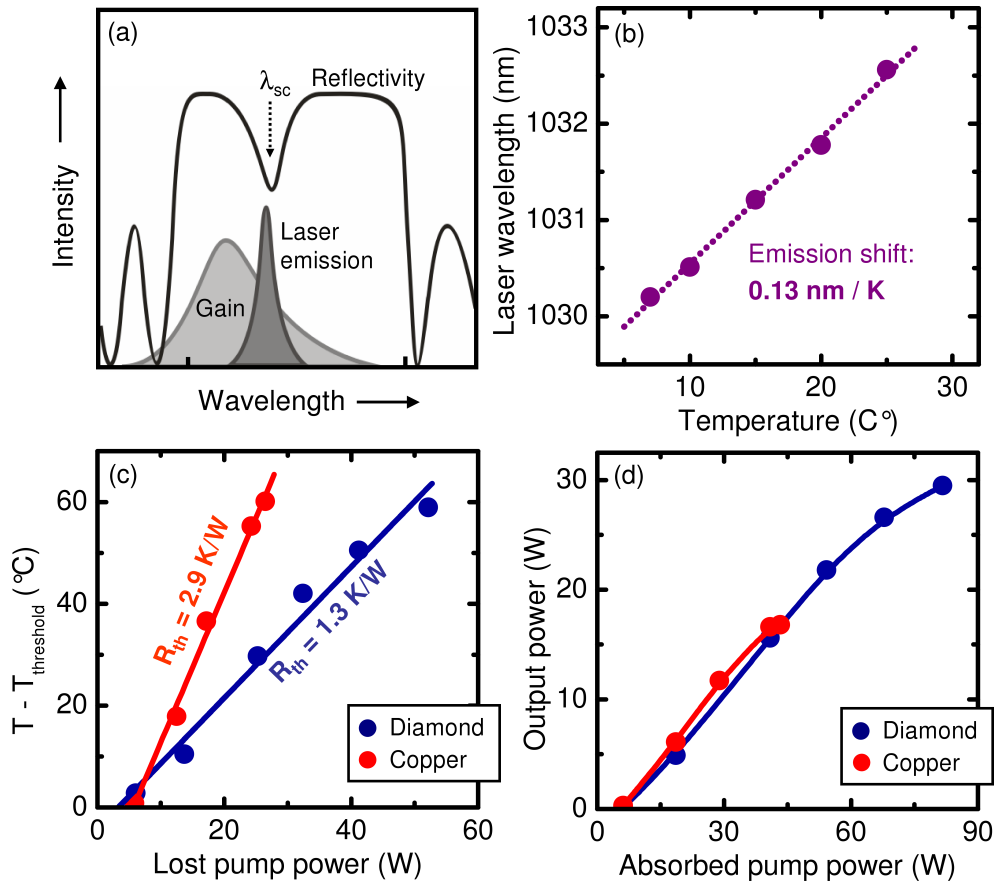 (a)
λsc
Reflectivity
Laser
emission
Gain
Intensity
Wavelength
(b)
1033
1032
1031
1030
Laser wavelength (nm)
Emission shift:
0.13 nm / K
10
20
30
Temperature (C°)
(c)
60
40
20
0
T - Tthreshold (°C)
Rth = 2.9 K/W
Rth = 1.3 K/W
Diamond
Copper
0
20
40
60
Lost pump power (W)
(d)
30
20
10
0
Output power (W)
Diamond
Copper
0
30
60
90
Absorbed pump power (W)